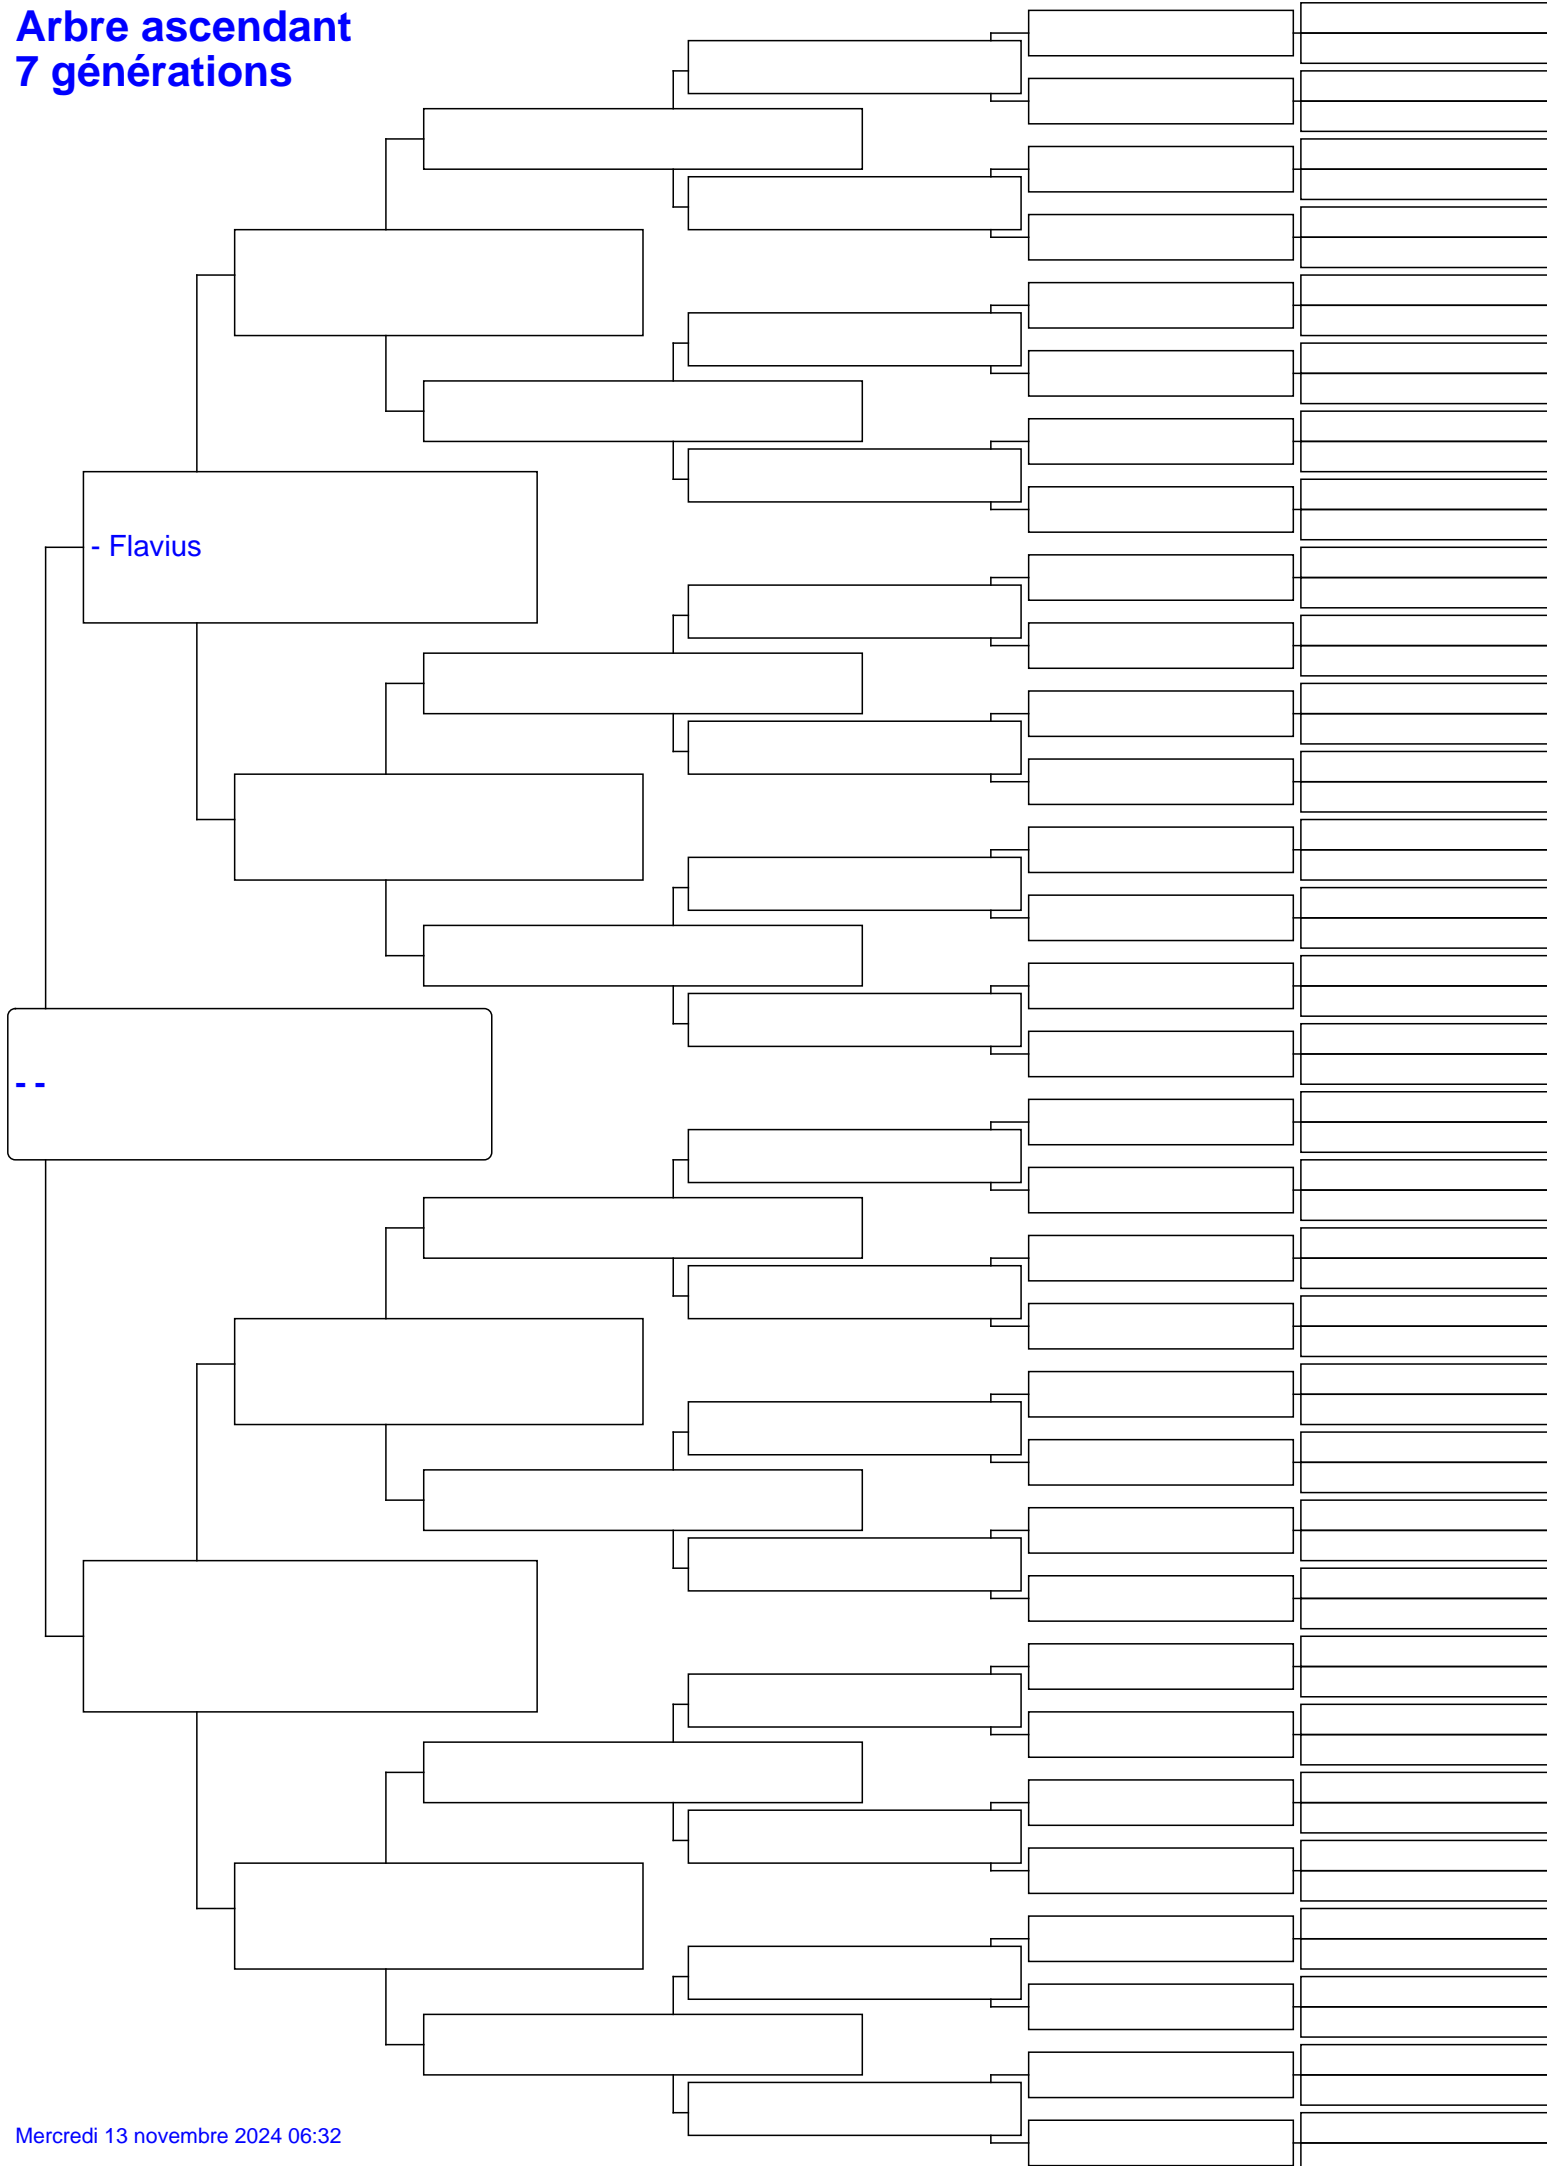 Arbre ascendant
7 générations
- Flavius
- -
Mercredi 13 novembre 2024 06:32